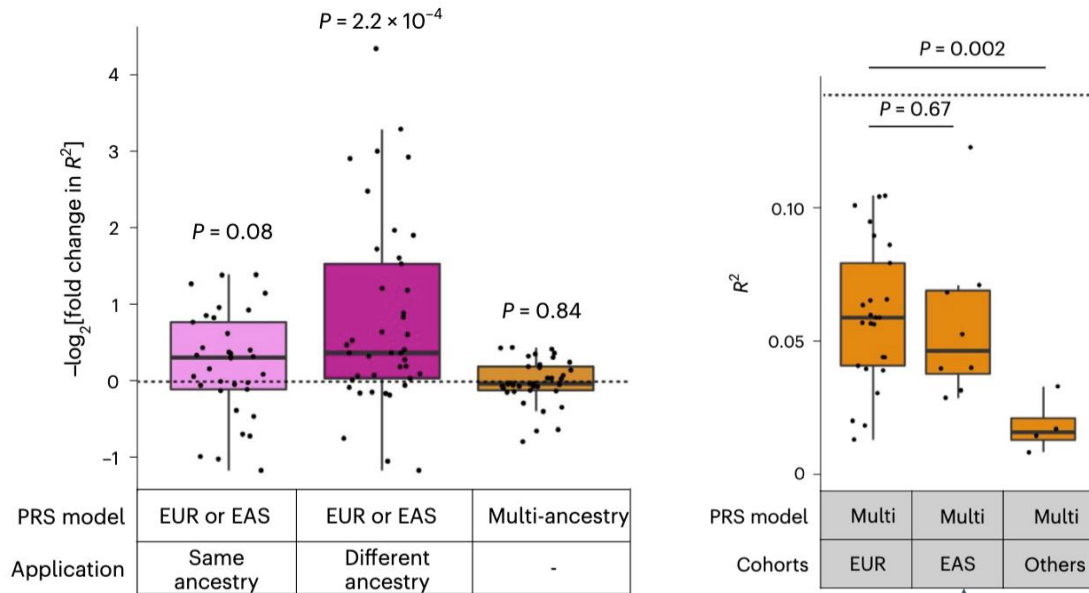 P = 2.2 × 10⁻⁴
P = 0.08
P = 0.84
–log₂[fold change in R²]
4
3
2
1
0
–1
PRS model EUR or EAS EUR or EAS Multi-ancestry
Application Same ancestry Different ancestry -
P = 0.002
P = 0.67
R²
0.10
0.05
0
PRS model Multi Multi Multi
Cohorts EUR EAS Others